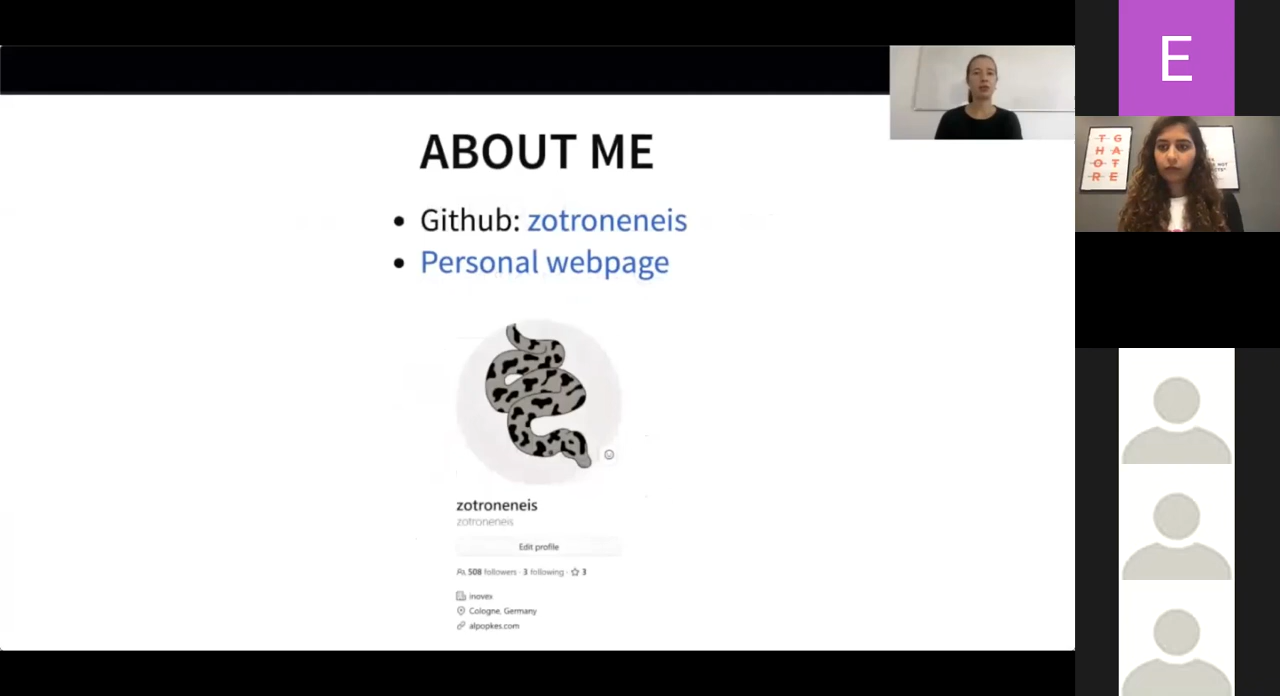 ABOUT ME
Github: zotroneneis
Personal webpage
zotroneneis
zotroneneis
Edit profile
508 followers · 3 following · 3
inovex
Cologne, Germany
alpopkes.com
E
T G
H A
O T
R E